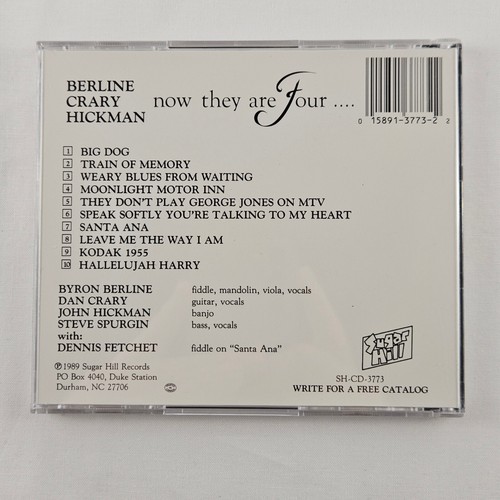 BERLINE
CRARY
HICKMAN
now they are Four ....
0 15891-3773-2 2
1 BIG DOG
2 TRAIN OF MEMORY
3 WEARY BLUES FROM WAITING
4 MOONLIGHT MOTOR INN
5 THEY DON'T PLAY GEORGE JONES ON MTV
6 SPEAK SOFTLY YOU'RE TALKING TO MY HEART
7 SANTA ANA
8 LEAVE ME THE WAY I AM
9 KODAK 1955
10 HALLELUJAH HARRY
BYRON BERLINE fiddle, mandolin, viola, vocals
DAN CRARY guitar, vocals
JOHN HICKMAN banjo
STEVE SPURGIN bass, vocals
with:
DENNIS FETCHET fiddle on "Santa Ana"
Sugar
Hill
℗ 1989 Sugar Hill Records
PO Box 4040, Duke Station
Durham, NC 27706
SH-CD-3773
WRITE FOR A FREE CATALOG